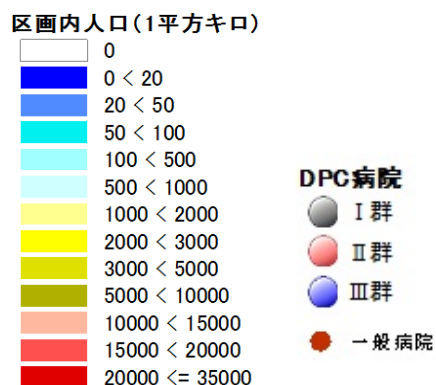 区画内人口(1平方キロ)
0
0 < 20
20 < 50
50 < 100
100 < 500
500 < 1000
1000 < 2000
2000 < 3000
3000 < 5000
5000 < 10000
10000 < 15000
15000 < 20000
20000 <= 35000
DPC病院
Ⅰ群
Ⅱ群
Ⅲ群
一般病院